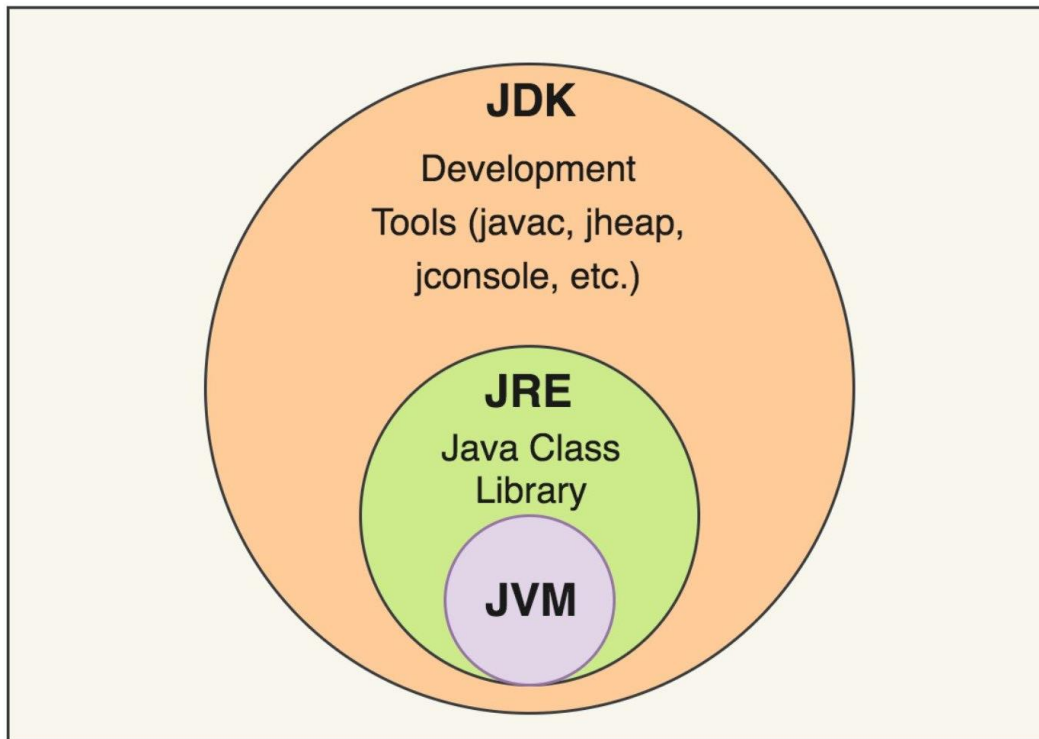 JDK
Development
Tools (javac, jheap,
jconsole, etc.)
JRE
Java Class
Library
JVM